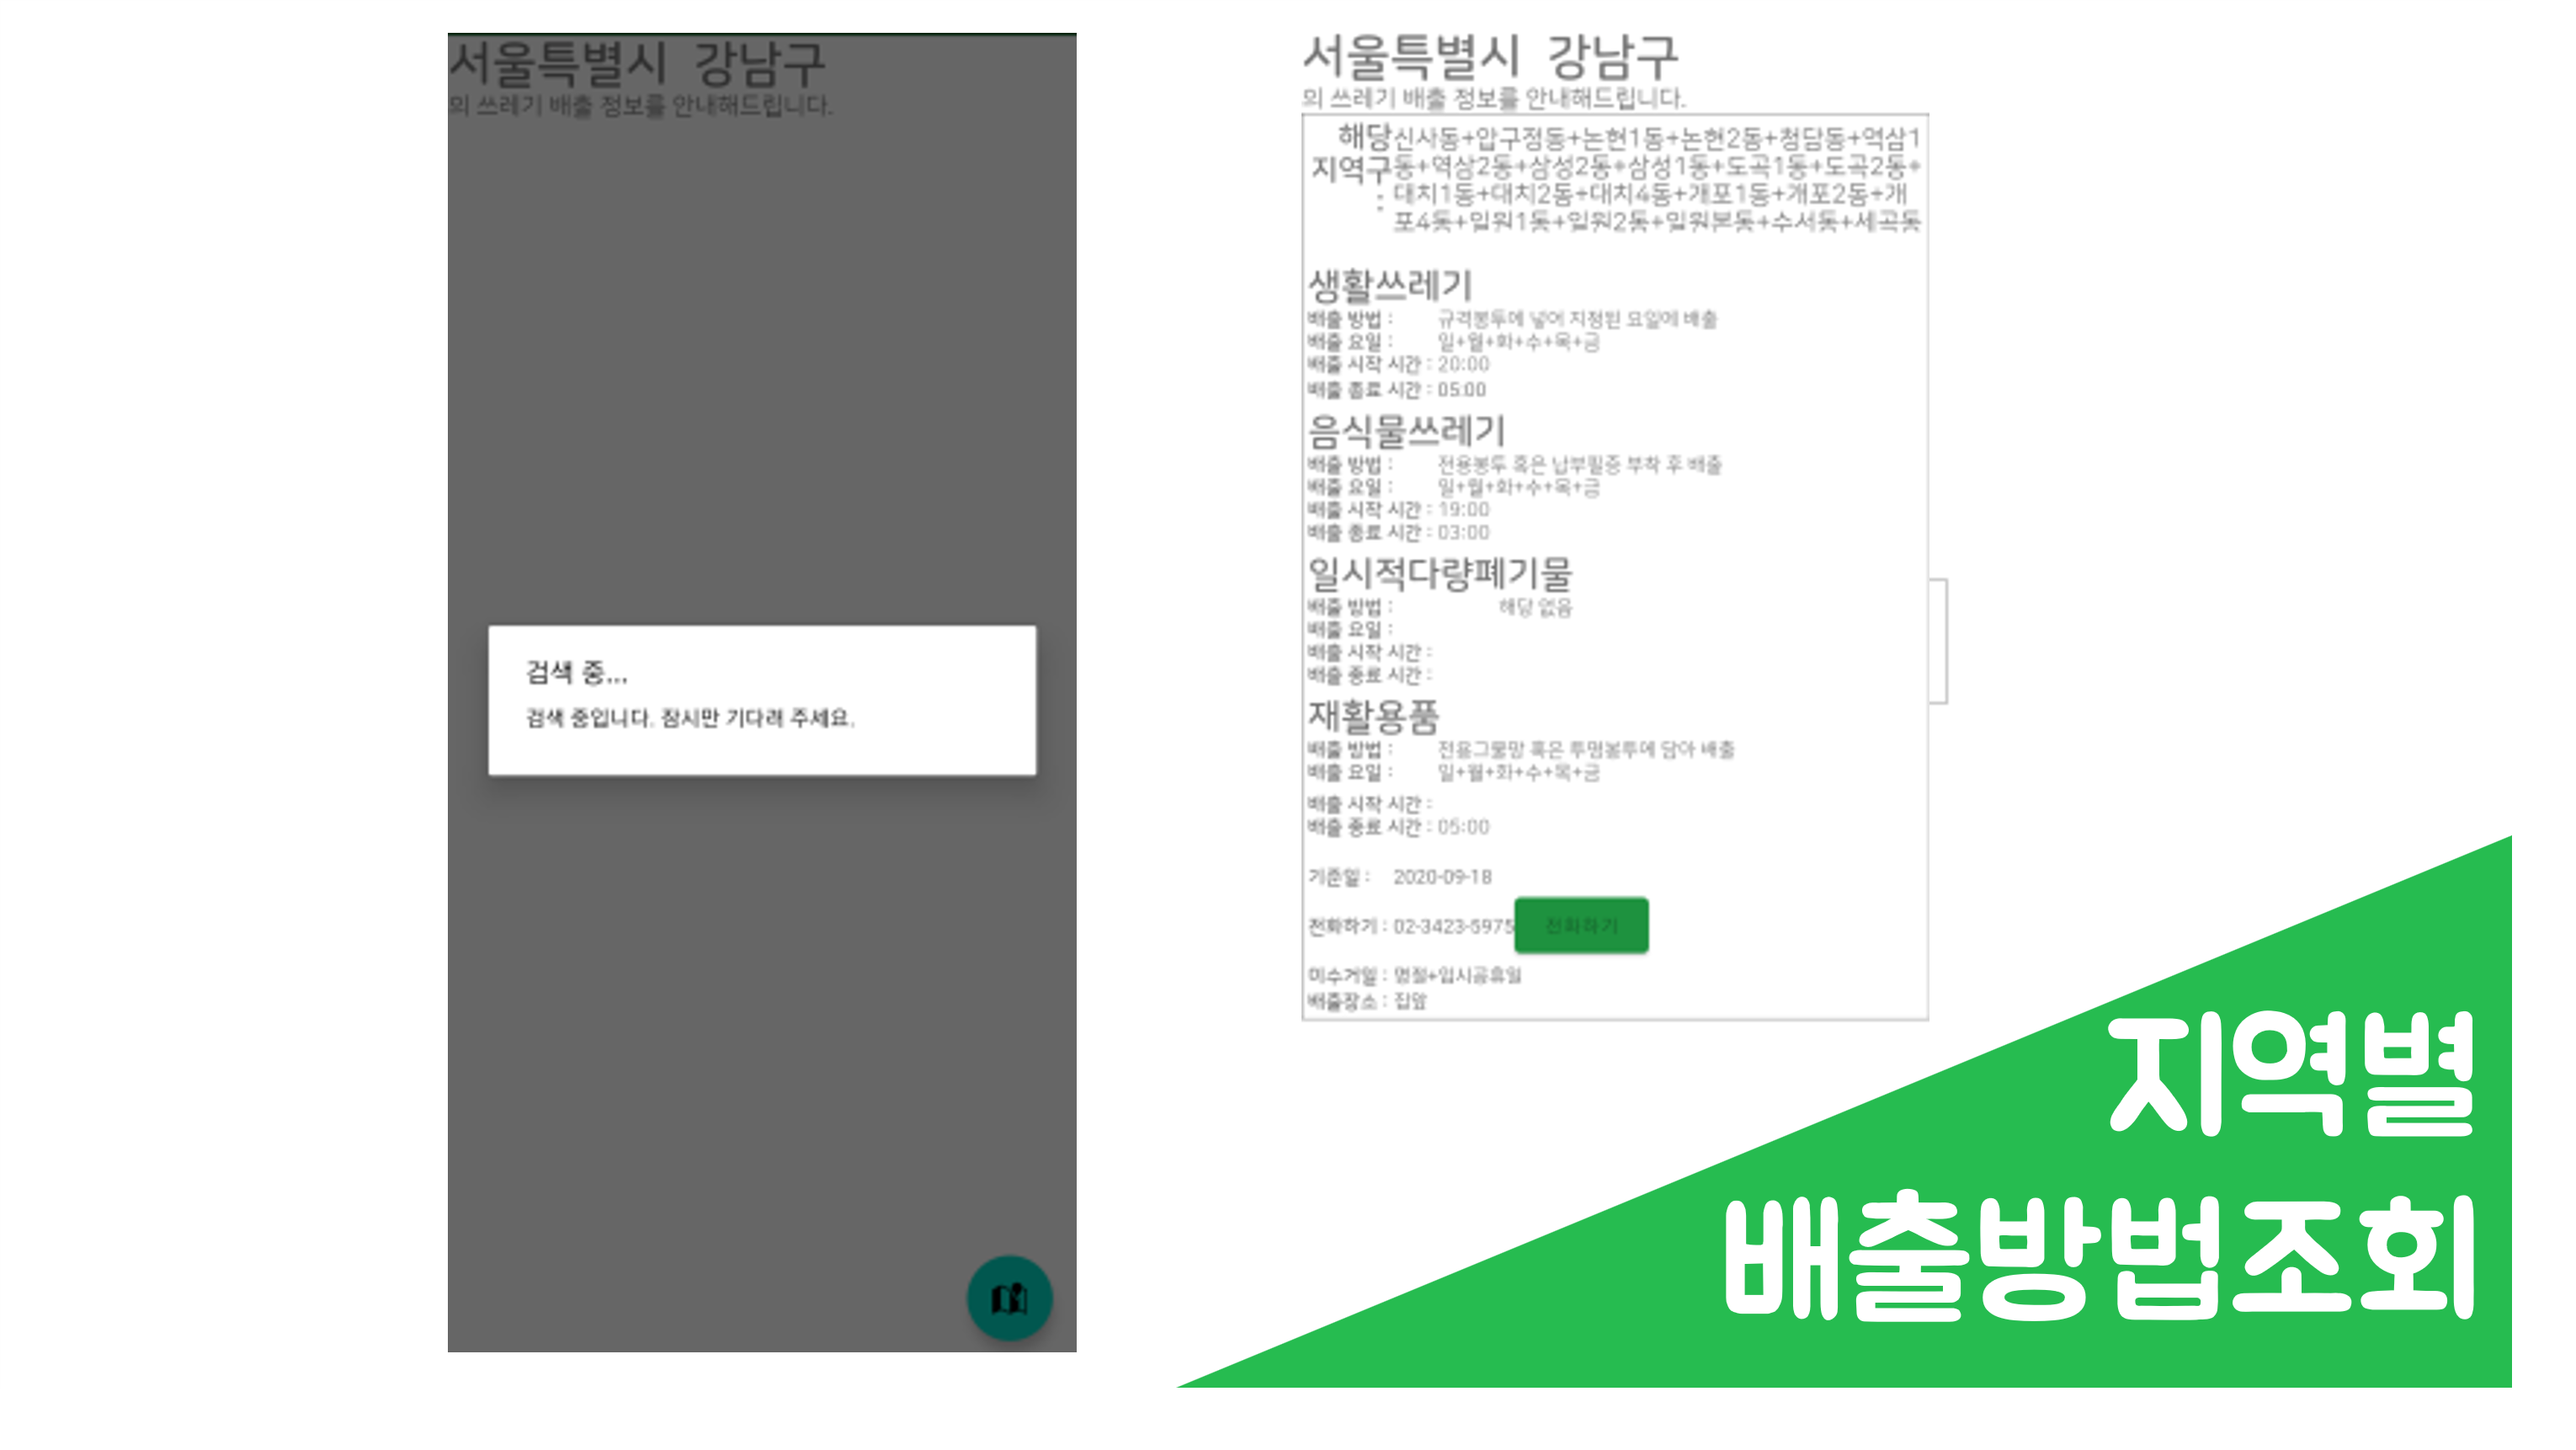 서울특별시 강남구
의 쓰레기 배출 정보를 안내해드립니다.
검색 중...
검색 중입니다. 잠시만 기다려 주세요.
서울특별시 강남구
의 쓰레기 배출 정보를 안내해드립니다.
해당 지역구 :
신사동+압구정동+논현1동+논현2동+청담동+역삼1
동+역삼2동+삼성2동+삼성1동+도곡1동+도곡2동+
대치1동+대치2동+대치4동+개포1동+개포2동+개
포4동+일원1동+일원2동+일원본동+수서동+세곡동
생활쓰레기
배출 방법 : 규격봉투에 넣어 지정된 요일에 배출
배출 요일 : 일+월+화+수+목+금
배출 시작 시간 : 20:00
배출 종료 시간 : 05:00
음식물쓰레기
배출 방법 : 전용봉투 혹은 납부필증 부착 후 배출
배출 요일 : 일+월+화+수+목+금
배출 시작 시간 : 19:00
배출 종료 시간 : 03:00
일시적다량폐기물
배출 방법 : 해당 없음
배출 요일 :
배출 시작 시간 :
배출 종료 시간 :
재활용품
배출 방법 : 전용그물망 혹은 투명봉투에 담아 배출
배출 요일 : 일+월+화+수+목+금
배출 시작 시간 :
배출 종료 시간 : 05:00
기준일 : 2020-09-18
전화하기 : 02-3423-5975 전화하기
미수거일 : 명절+임시공휴일
배출장소 : 집앞
지역별
배출방법조회